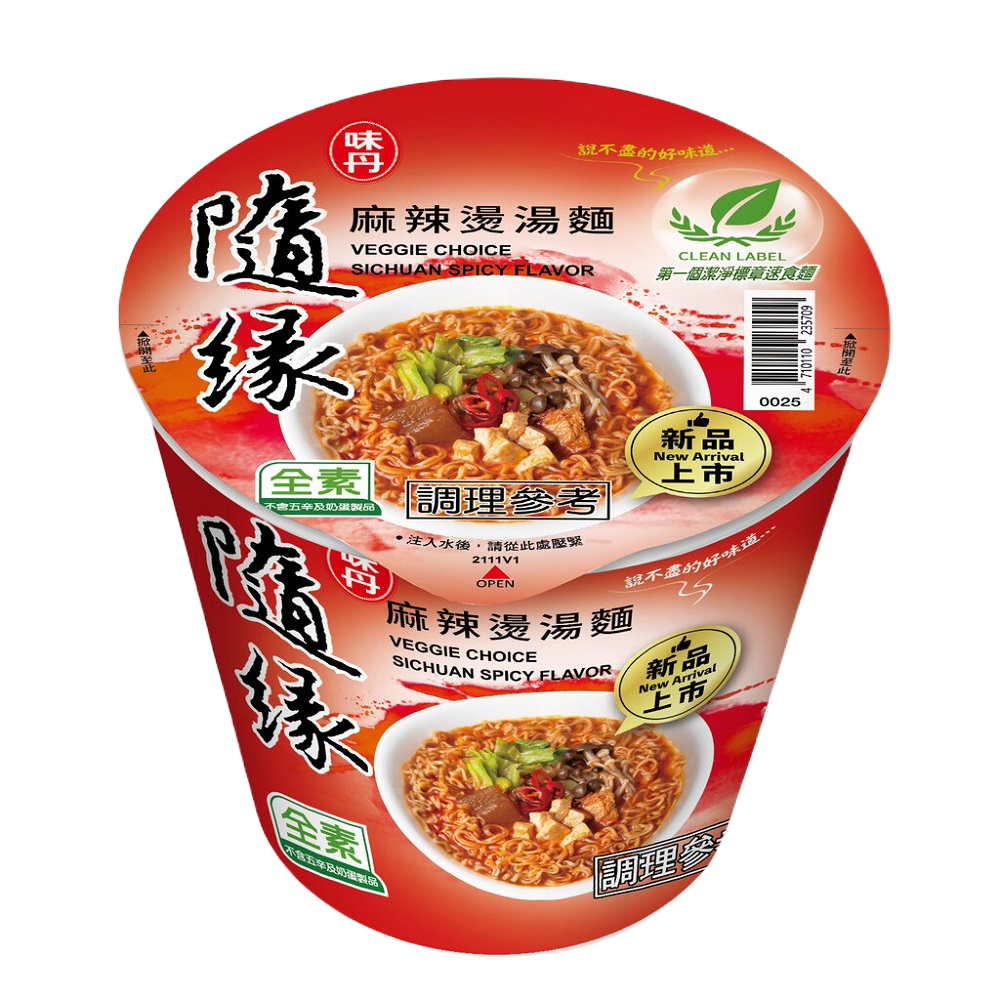 味丹
說不盡的好味道...
隨緣
麻辣燙湯麵
VEGGIE CHOICE
SICHUAN SPICY FLAVOR
CLEAN LABEL
第一個潔淨標章速食麵
▲掀開至此
▲掀開至此
4 710110 235709
0025
新品
New Arrival
上市
全素
不含五辛及奶蛋製品
調理參考
•注入水後,請從此處壓緊
2111V1
OPEN
味丹
說不盡的好味道...
隨緣
麻辣燙湯麵
VEGGIE CHOICE
SICHUAN SPICY FLAVOR
新品
New Arrival
上市
全素
不含五辛及奶蛋製品
調理參